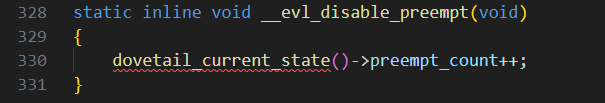 328 static inline void __evl_disable_preempt(void)
329 {
330     dovetail_current_state()->preempt_count++;
331 }